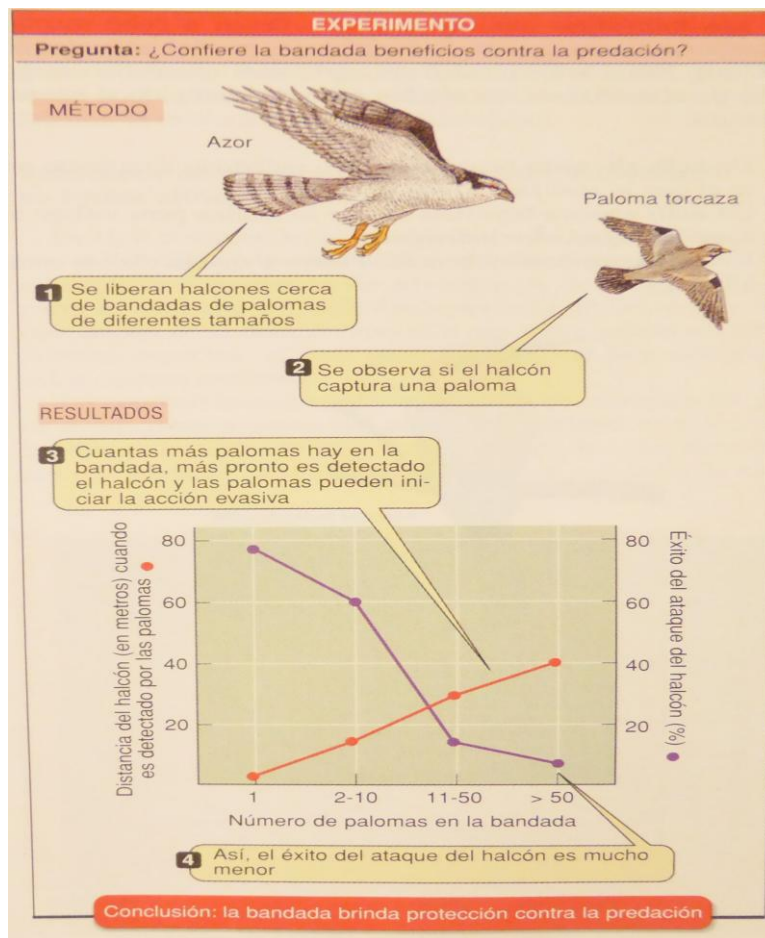 EXPERIMENTO
Pregunta: ¿Confiere la bandada beneficios contra la predación?
MÉTODO
Azor
Paloma torcaza
1 Se liberan halcones cerca
de bandadas de palomas
de diferentes tamaños
2 Se observa si el halcón
captura una paloma
RESULTADOS
3 Cuantas más palomas hay en la
bandada, más pronto es detectado
el halcón y las palomas pueden ini-
ciar la acción evasiva
Distancia del halcón (en metros) cuando
es detectado por las palomas
80
60
40
20
80
60
40
20
Éxito del ataque del halcón (%)
1 2-10 11-50 > 50
Número de palomas en la bandada
4 Así, el éxito del ataque del halcón es mucho
menor
Conclusión: la bandada brinda protección contra la predación